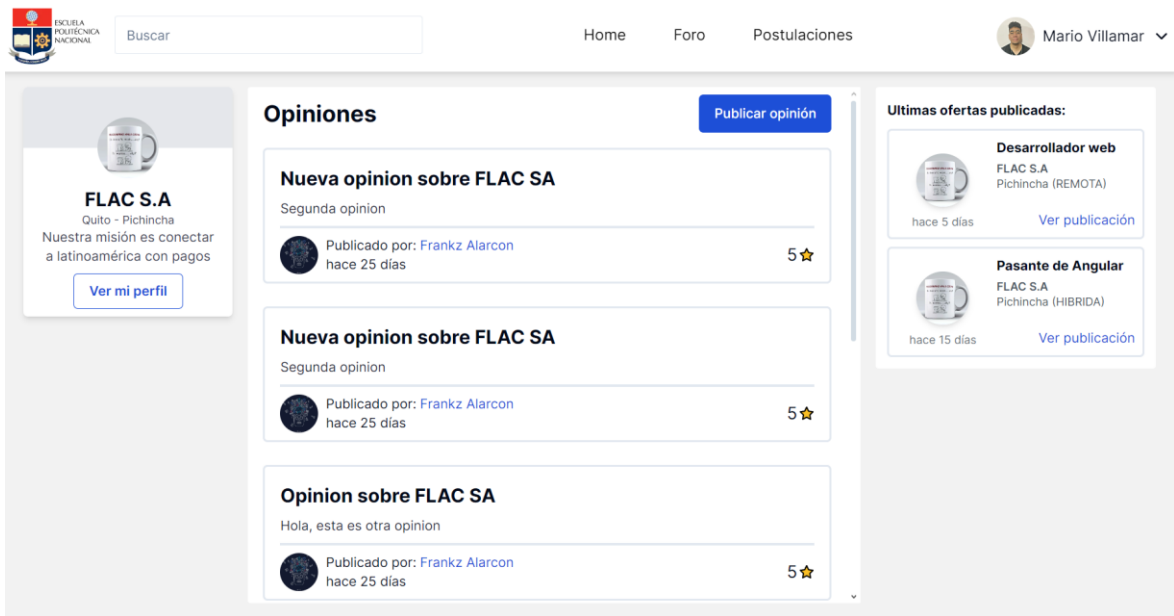 ESCUELA
POLITÉCNICA
NACIONAL
Buscar
Home
Foro
Postulaciones
Mario Villamar
FLAC S.A
Quito - Pichincha
Nuestra misión es conectar
a latinoamérica con pagos
Ver mi perfil
Opiniones
Publicar opinión
Nueva opinion sobre FLAC SA
Segunda opinion
Publicado por: Frankz Alarcon
hace 25 días
5
Nueva opinion sobre FLAC SA
Segunda opinion
Publicado por: Frankz Alarcon
hace 25 días
5
Opinion sobre FLAC SA
Hola, esta es otra opinion
Publicado por: Frankz Alarcon
hace 25 días
5
Ultimas ofertas publicadas:
Desarrollador web
FLAC S.A
Pichincha (REMOTA)
hace 5 días
Ver publicación
Pasante de Angular
FLAC S.A
Pichincha (HIBRIDA)
hace 15 días
Ver publicación